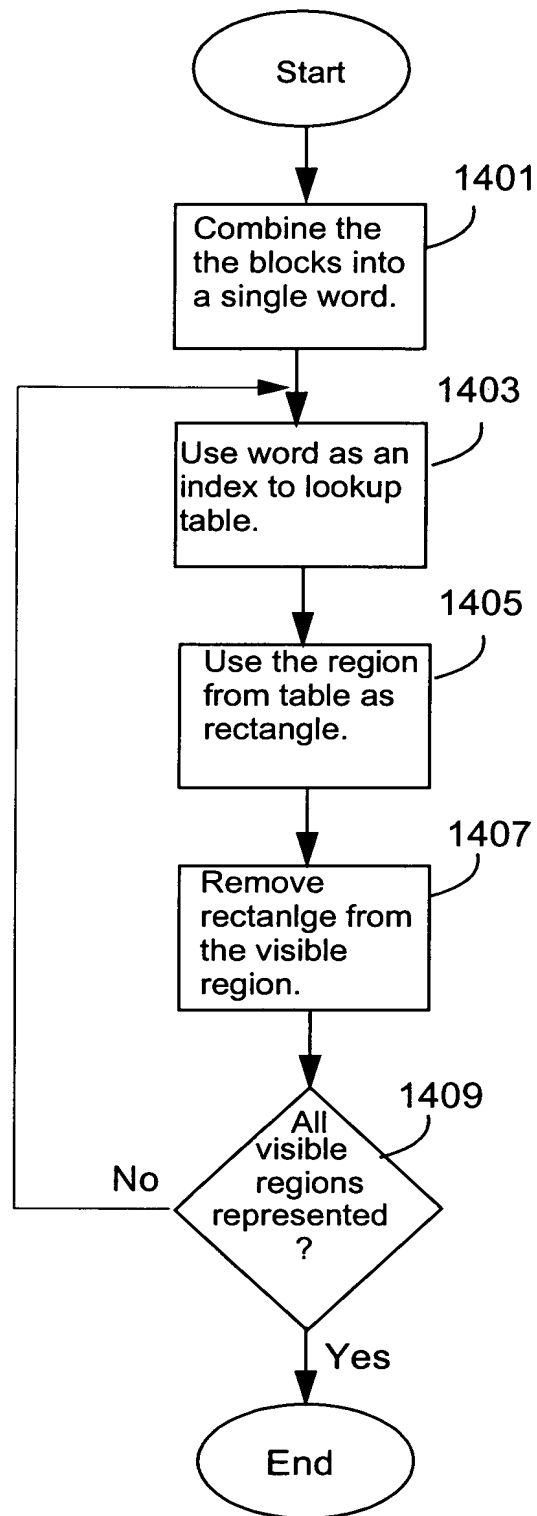 Start
1401
Combine the
the blocks into
a single word.
1403
Use word as an
index to lookup
table.
1405
Use the region
from table as
rectangle.
1407
Remove
rectanlge from
the visible
region.
1409
All
visible
regions
represented
?
No
Yes
End